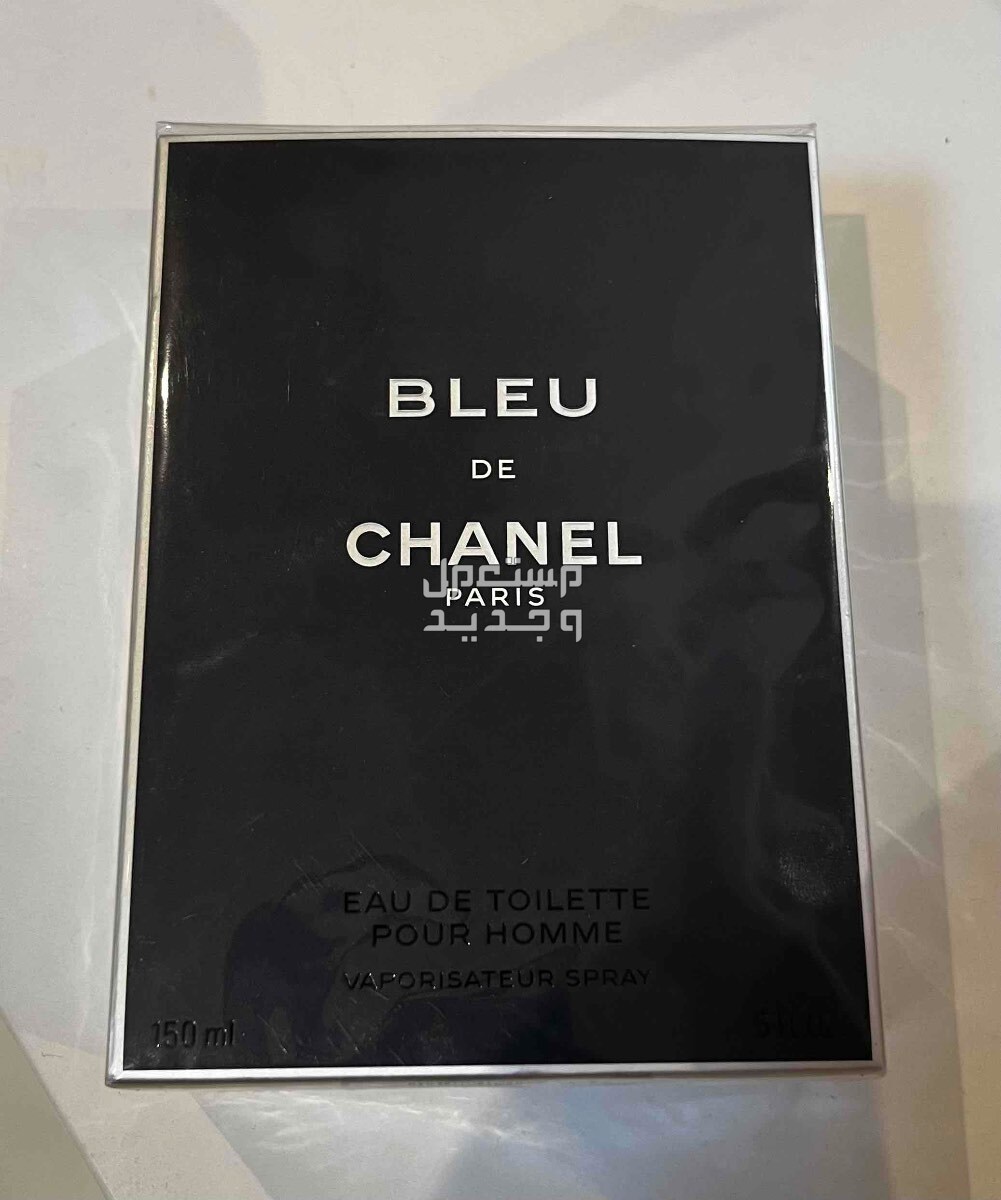 BLEU
DE
CHANEL
PARIS
مستعمل
وجديد
EAU DE TOILETTE
POUR HOMME
VAPORISATEUR SPRAY
150 ml